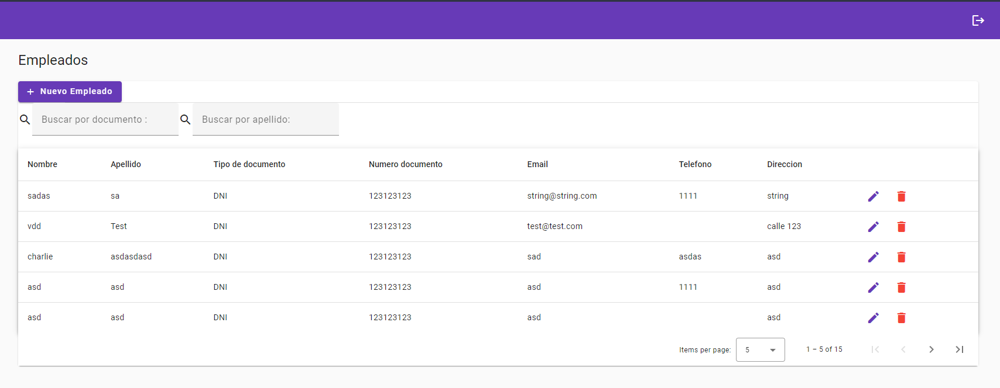 Empleados
+ Nuevo Empleado
Buscar por documento : Buscar por apellido:
Nombre Apellido Tipo de documento Numero documento Email Telefono Direccion
sadas sa DNI 123123123 string@string.com 1111 string
vdd Test DNI 123123123 test@test.com calle 123
charlie asdasdasd DNI 123123123 sad asdas asd
asd asd DNI 123123123 asd 1111 asd
asd asd DNI 123123123 asd asd
Items per page: 5 1 – 5 of 15